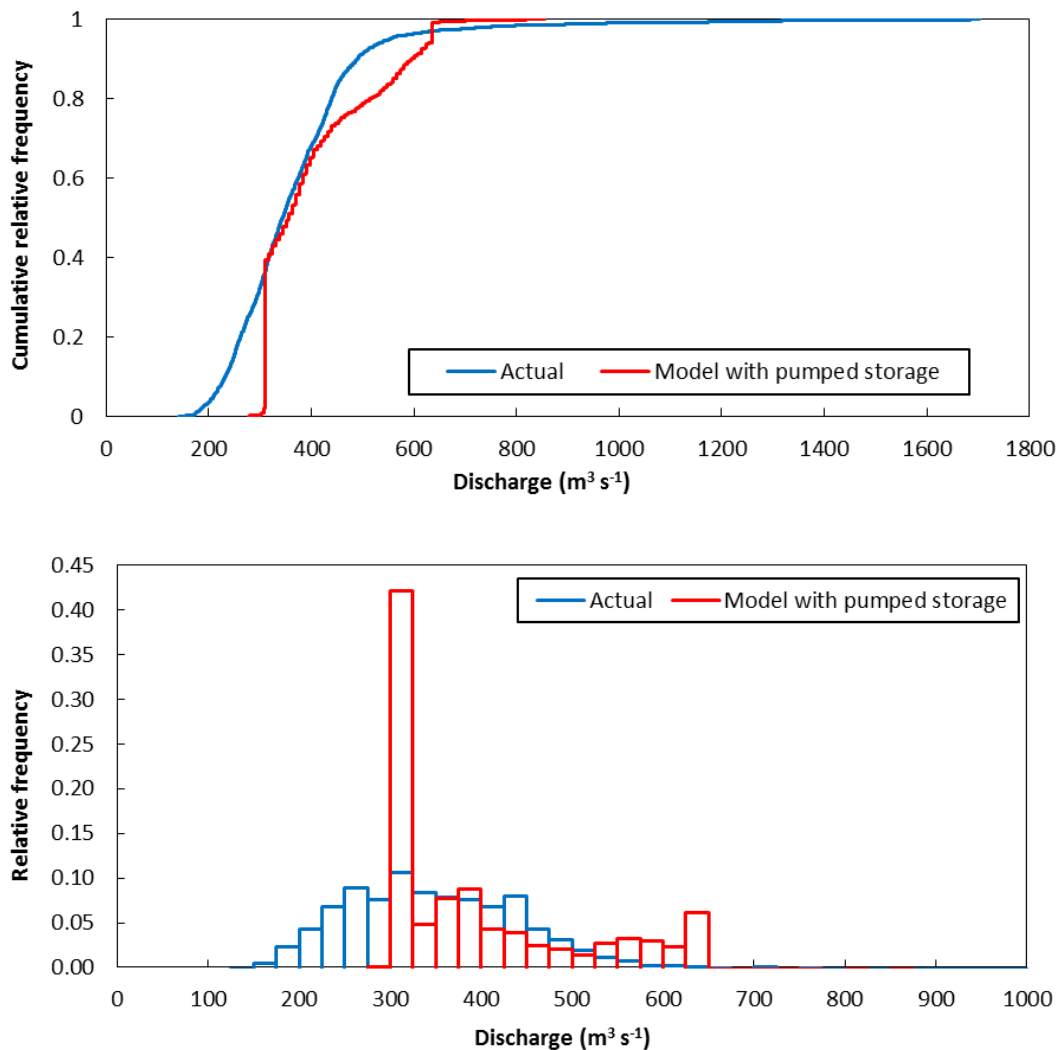 1
0.8
0.6
0.4
0.2
0
Cumulative relative frequency
Actual Model with pumped storage
0 200 400 600 800 1000 1200 1400 1600 1800
Discharge (m³ s⁻¹)
0.45
0.40
0.35
0.30
0.25
0.20
0.15
0.10
0.05
0.00
Relative frequency
Actual Model with pumped storage
0 100 200 300 400 500 600 700 800 900 1000
Discharge (m³ s⁻¹)